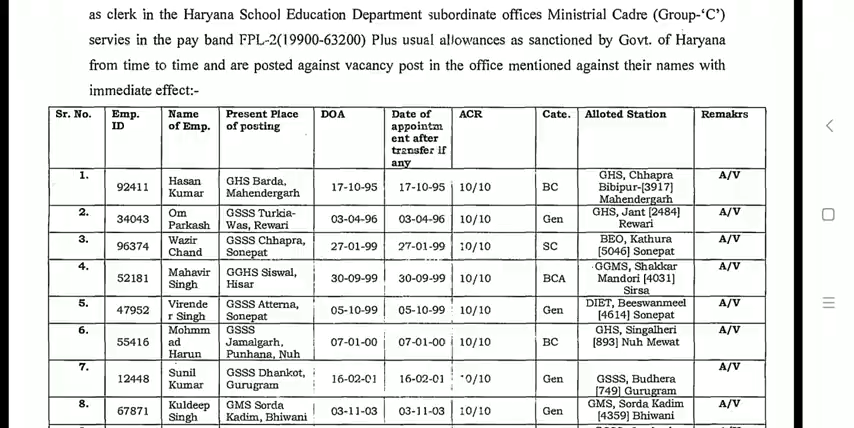 as clerk in the Haryana School Education Department subordinate offices Ministrial Cadre (Group-‘C’)
servies in the pay band FPL-2(19900-63200) Plus usual allowances as sanctioned by Govt. of Haryana
from time to time and are posted against vacancy post in the office mentioned against their names with
immediate effect:-
Sr. No. Emp. ID Name of Emp. Present Place of posting DOA Date of appointm ent after transfer if any ACR Cate. Alloted Station Remakrs
1. 92411 Hasan Kumar GHS Barda, Mahendergarh 17-10-95 17-10-95 10/10 BC GHS, Chhapra Bibipur-[3917] Mahendergarh A/V
2. 34043 Om Parkash GSSS Turkia-Was, Rewari 03-04-96 03-04-96 10/10 Gen GHS, Jant [2484] Rewari A/V
3. 96374 Wazir Chand GSSS Chhapra, Sonepat 27-01-99 27-01-99 10/10 SC BEO, Kathura [5046] Sonepat A/V
4. 52181 Mahavir Singh GGHS Siswal, Hisar 30-09-99 30-09-99 10/10 BCA GGMS, Shakkar Mandori [4031] Sirsa A/V
5. 47952 Virende r Singh GSSS Atterna, Sonepat 05-10-99 05-10-99 10/10 Gen DIET, Beeswanmeel [4614] Sonepat A/V
6. 55416 Mohmm ad Harun GSSS Jamalgarh, Punhana, Nuh 07-01-00 07-01-00 10/10 BC GHS, Singalheri [893] Nuh Mewat A/V
7. 12448 Sunil Kumar GSSS Dhankot, Gurugram 16-02-01 16-02-01 10/10 Gen GSSS, Budhera [749] Gurugram A/V
8. 67871 Kuldeep Singh GMS Sorda Kadim, Bhiwani 03-11-03 03-11-03 10/10 Gen GMS, Sorda Kadim [4359] Bhiwani A/V